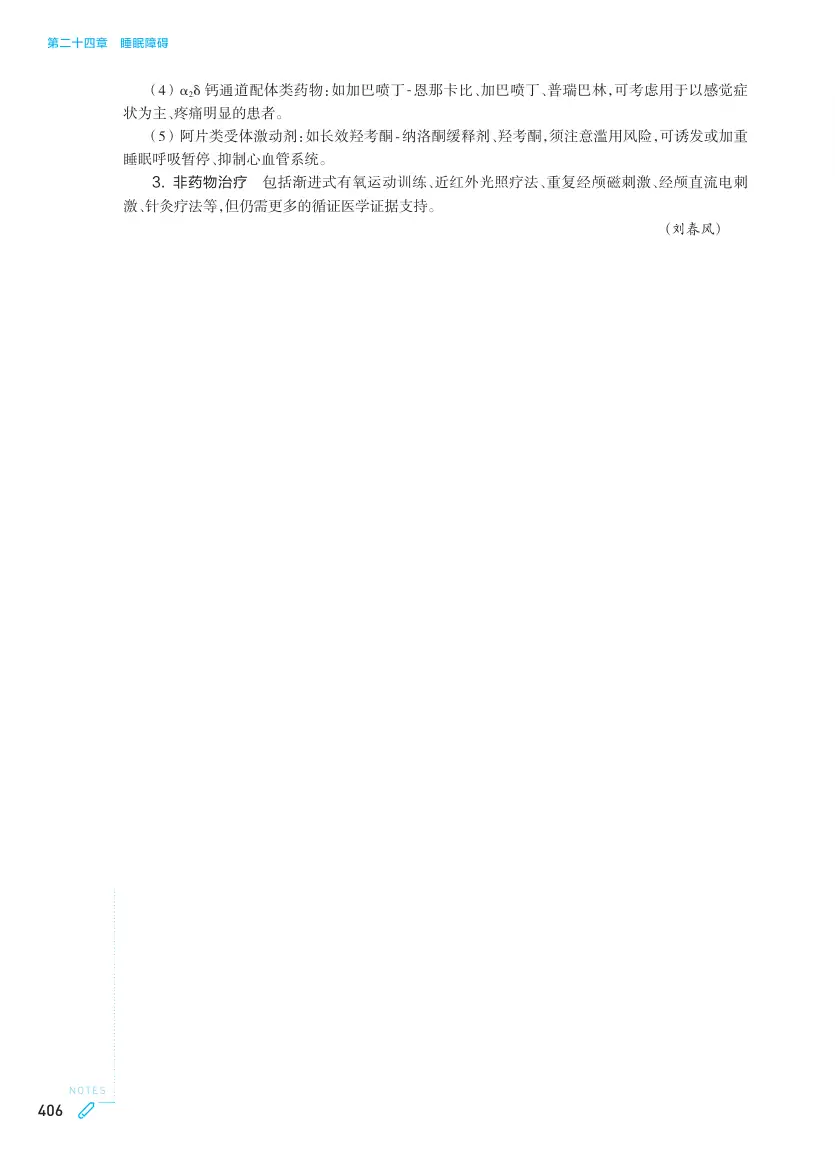 第二十四章 睡眠障碍
（4）α₂δ 钙通道配体类药物：如加巴喷丁-恩那卡比、加巴喷丁、普瑞巴林，可考虑用于以感觉症
状为主、疼痛明显的患者。
（5）阿片类受体激动剂：如长效羟考酮-纳洛酮缓释剂、羟考酮，须注意滥用风险，可诱发或加重
睡眠呼吸暂停、抑制心血管系统。
3. 非药物治疗 包括渐进式有氧运动训练、近红外光照疗法、重复经颅磁刺激、经颅直流电刺
激、针灸疗法等，但仍需更多的循证医学证据支持。
（刘春风）
NOTES
406